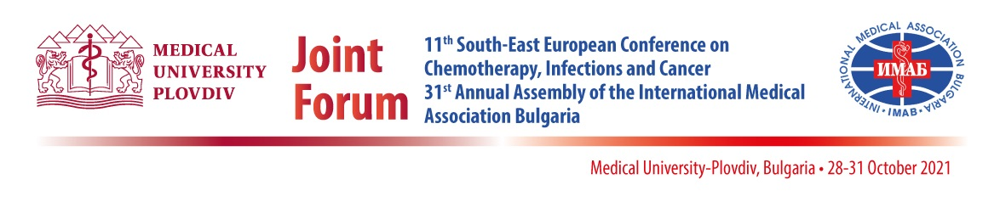 MEDICAL
UNIVERSITY
PLOVDIV
Joint
Forum
11th South-East European Conference on
Chemotherapy, Infections and Cancer
31st Annual Assembly of the International Medical
Association Bulgaria
INTERNATIONAL MEDICAL ASSOCIATION BULGARIA
ИМАБ
• IMAB •
Medical University-Plovdiv, Bulgaria • 28-31 October 2021